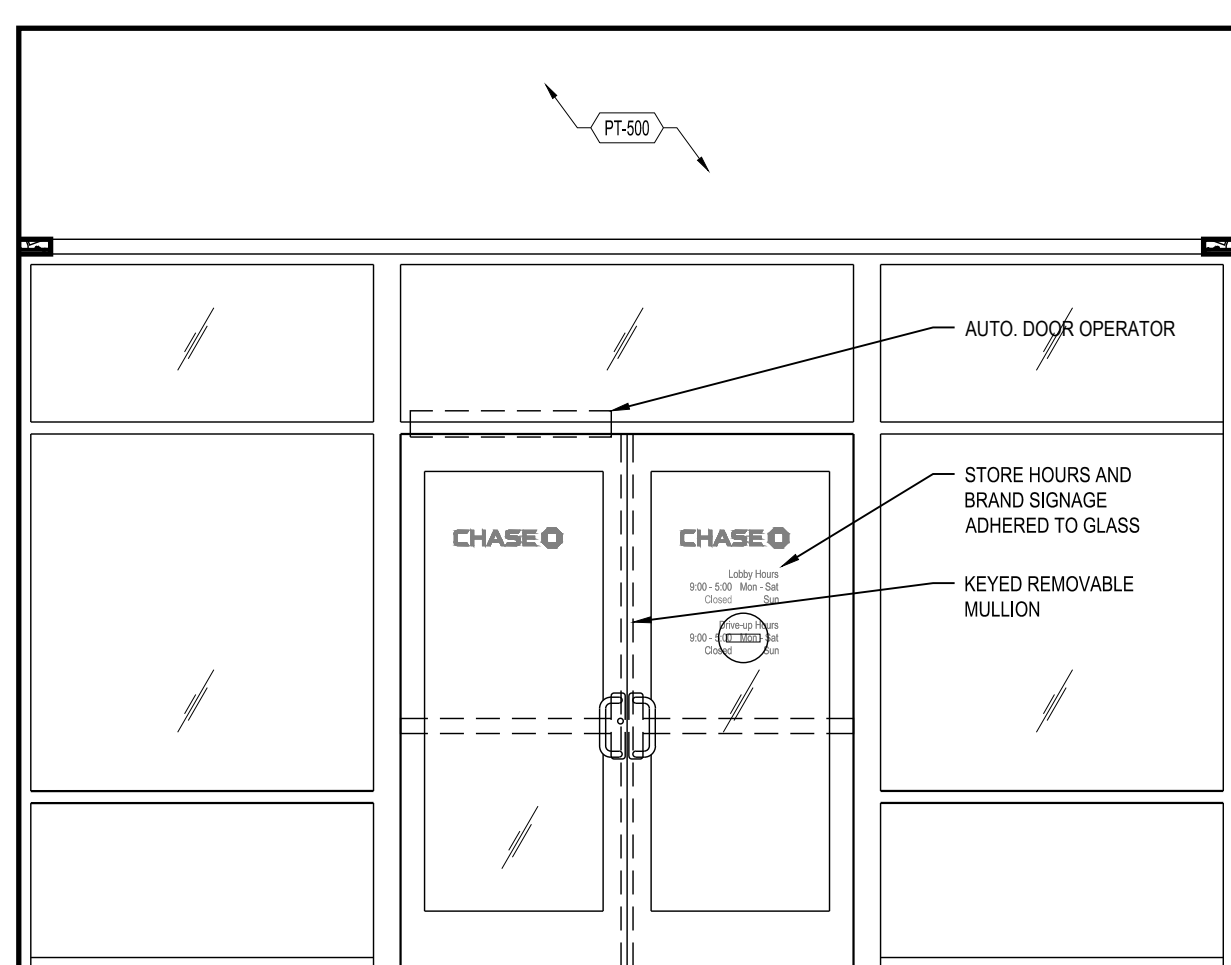 PT-500
AUTO. DOOR OPERATOR
STORE HOURS AND
BRAND SIGNAGE
ADHERED TO GLASS
KEYED REMOVABLE
MULLION
CHASE
CHASE
Lobby Hours
9:00 - 5:00 Mon - Sat
Closed Sun
Drive-up Hours
9:00 - 5:00 Mon - Sat
Closed Sun